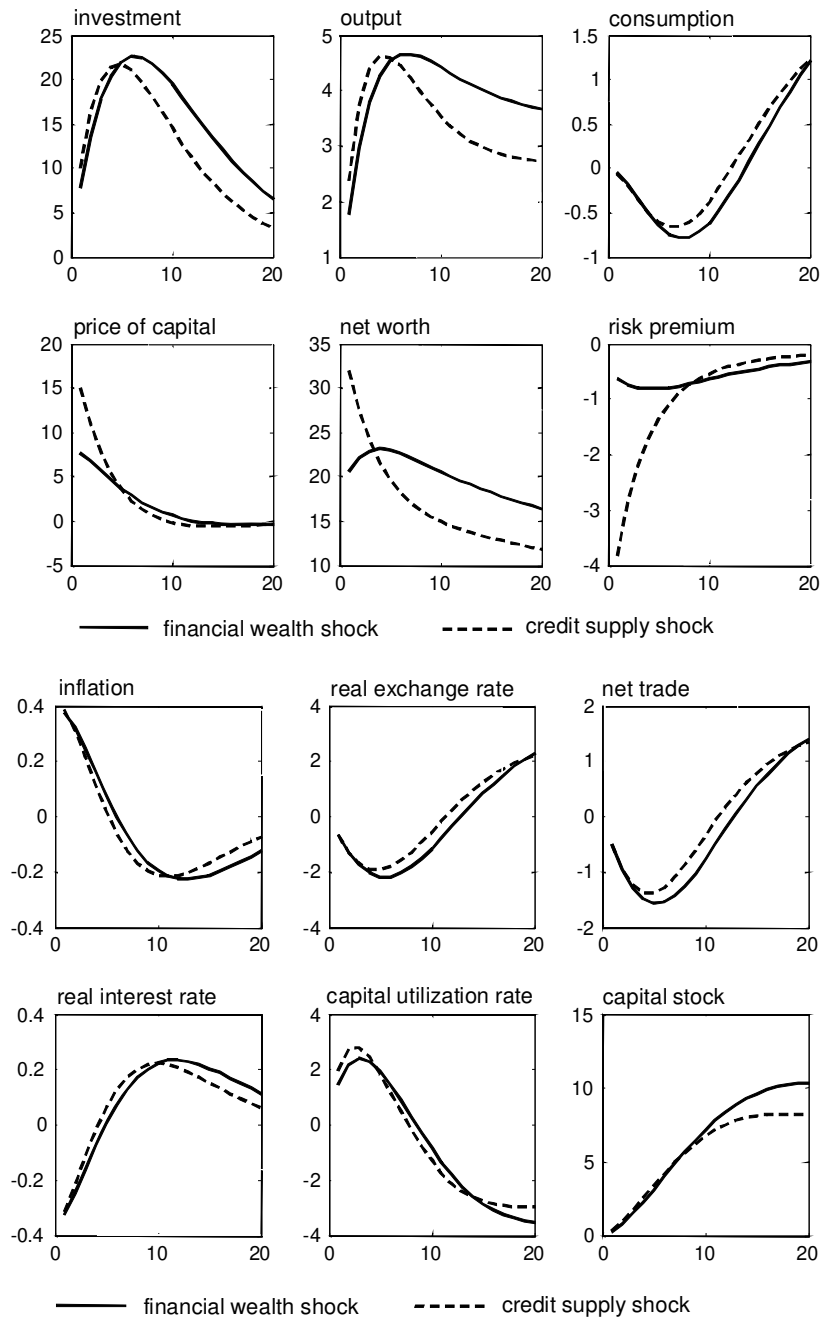 investment output consumption
25 5 1.5
20 4 1
15 0.5
10 3 0
5 2 -0.5
0 1 -1
0 10 20 0 10 20 0 10 20
price of capital net worth risk premium
20 35 0
15 30 -1
10 25 -2
5 20
0 15 -3
-5 10 -4
0 10 20 0 10 20 0 10 20
financial wealth shock credit supply shock
inflation real exchange rate net trade
0.4 4 2
0.2 2 1
0 0 0
-0.2 -2 -1
-0.4 -4 -2
0 10 20 0 10 20 0 10 20
real interest rate capital utilization rate capital stock
0.4 4 15
0.2 2 10
0 0
-0.2 -2 5
-0.4 -4 0
0 10 20 0 10 20 0 10 20
financial wealth shock credit supply shock